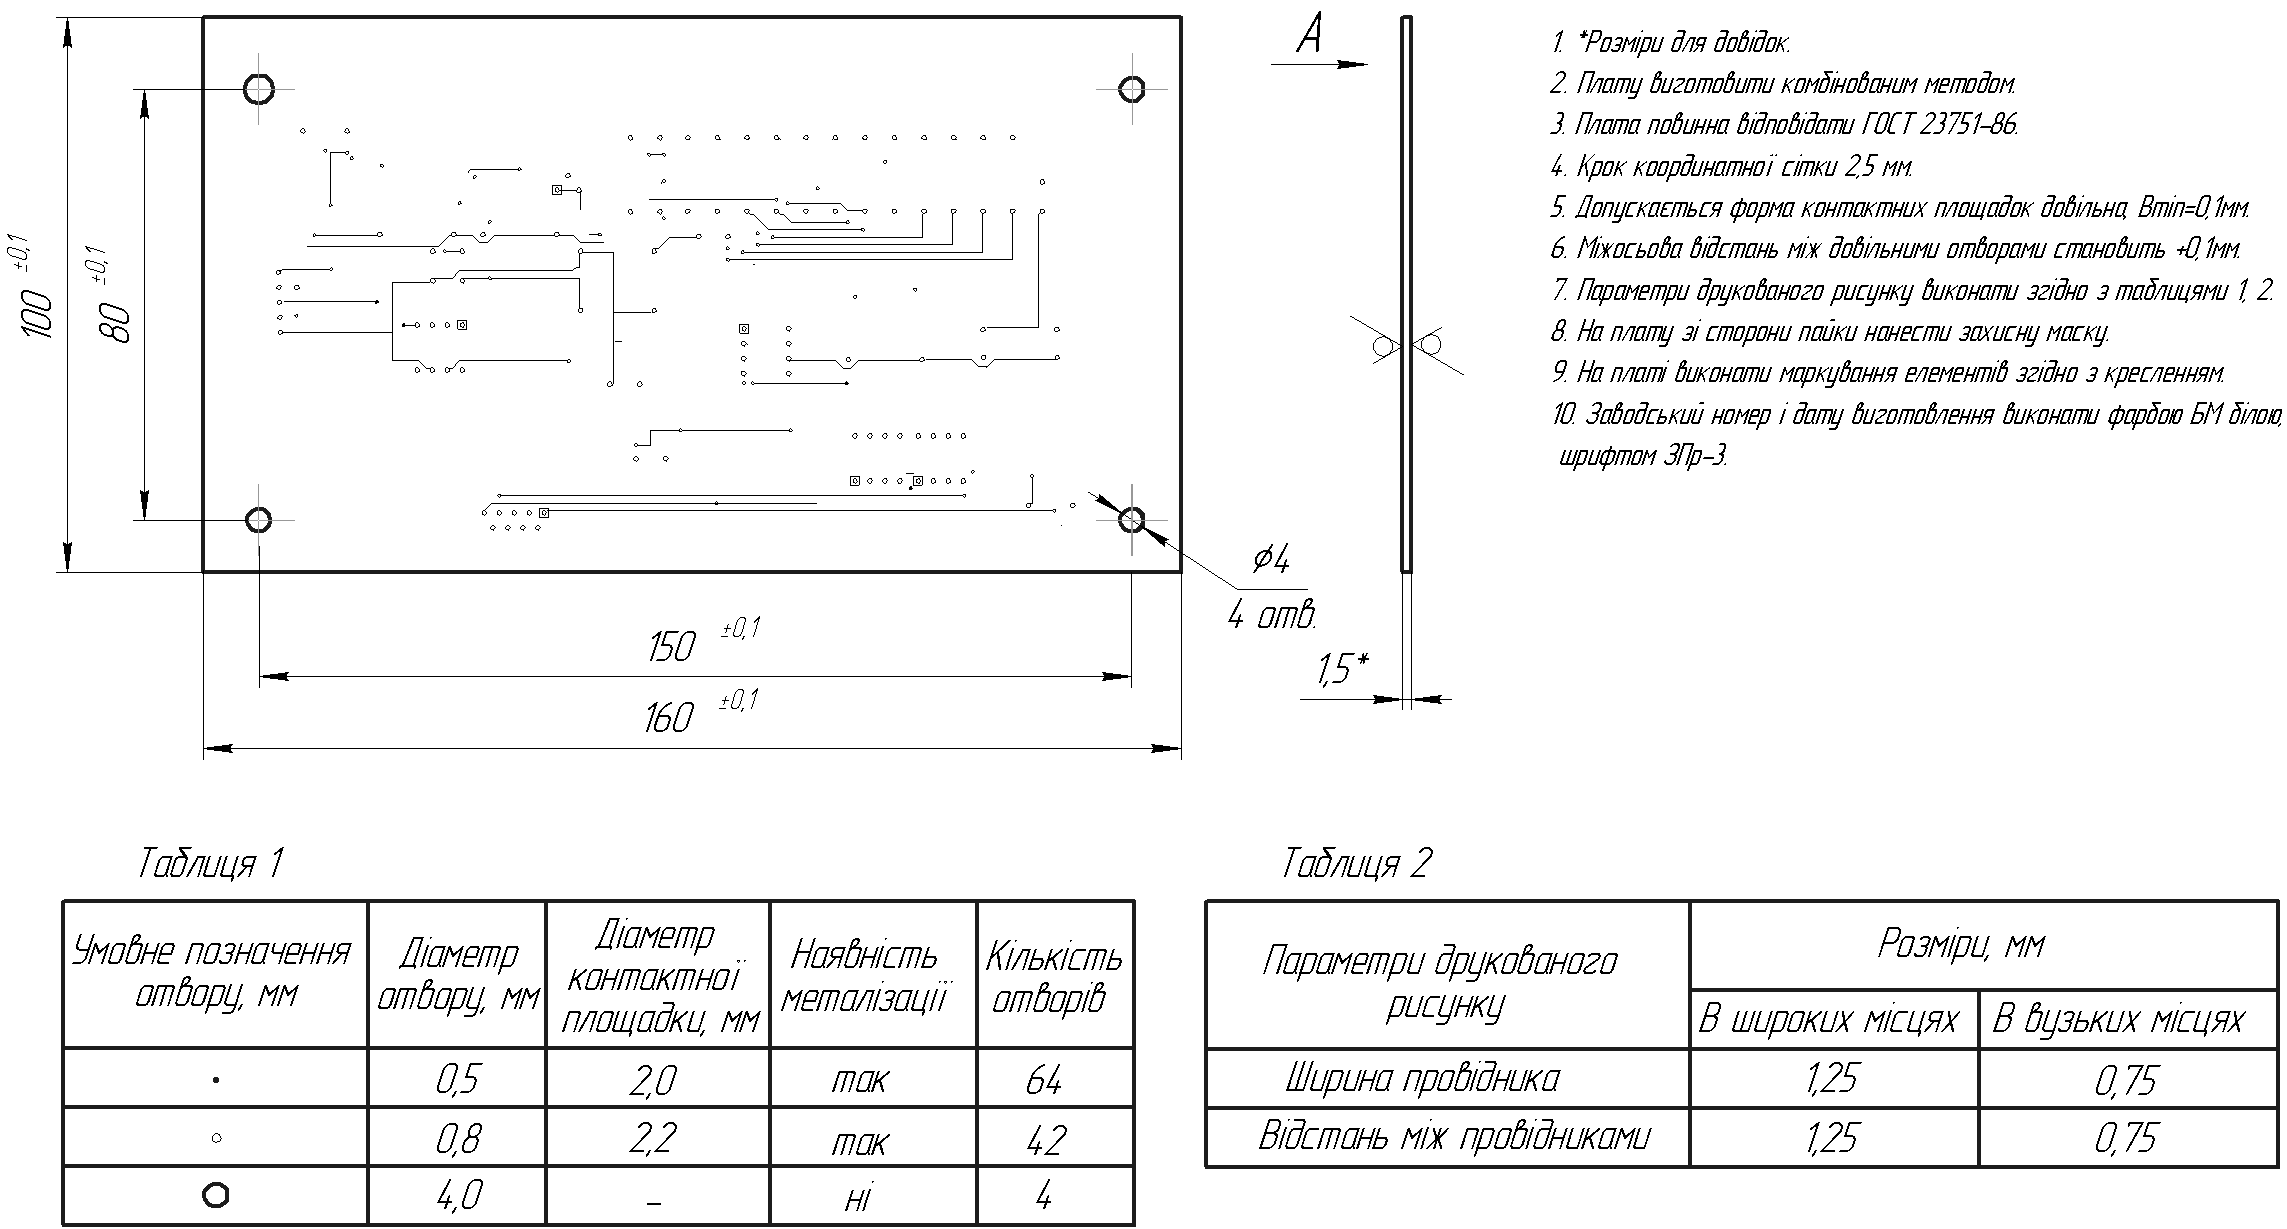 A
1. *Розміри для довідок.
2. Плату виготовити комбінованим методом.
3. Плата повинна відповідати ГОСТ 23751-86.
4. Крок координатної сітки 2,5 мм.
5. Допускається форма контактних площадок довільна, Bmin=0,1мм.
6. Міжосьова відстань між довільними отворами становить +0,1мм.
7. Параметри друкованого рисунку виконати згідно з таблицями 1, 2.
8. На плату зі сторони пайки нанести захисну маску.
9. На платі виконати маркування елементів згідно з кресленням.
10. Заводський номер і дату виготовлення виконати фарбою БМ білою,
шрифтом ЗПр-3.
100 ±0,1
80 ±0,1
ϕ4
4 отв.
150 ±0,1
160 ±0,1
1,5*
Таблиця 1
Умовне позначення отвору, мм
Діаметр отвору, мм
Діаметр контактної площадки, мм
Наявність металізації
Кількість отворів
0,5 2,0 так 64
0,8 2,2 так 42
4,0 – ні 4
Таблиця 2
Параметри друкованого рисунку
Розміри, мм
В широких місцях
В вузьких місцях
Ширина провідника 1,25 0,75
Відстань між провідниками 1,25 0,75